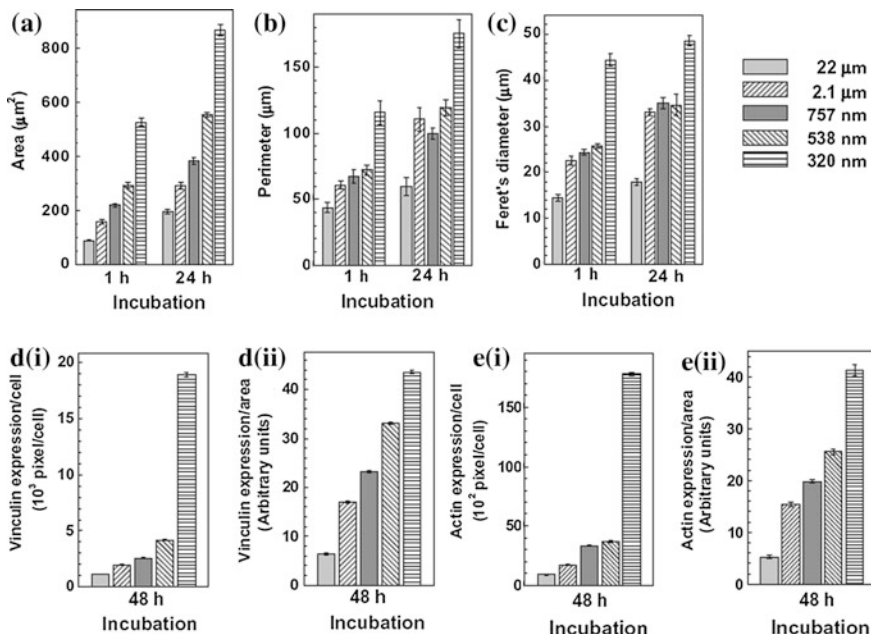 (a)
Area (μm²)
800
600
400
200
0
1 h 24 h
Incubation
(b)
Perimeter (μm)
150
100
50
0
1 h 24 h
Incubation
(c)
Feret's diameter (μm)
50
40
30
20
10
0
1 h 24 h
Incubation
22 μm
2.1 μm
757 nm
538 nm
320 nm
d(i)
Vinculin expression/cell
(10³ pixel/cell)
20
15
10
5
0
48 h
Incubation
d(ii)
Vinculin expression/area
(Arbitrary units)
40
30
20
10
0
48 h
Incubation
e(i)
Actin expression/cell
(10² pixel/cell)
150
100
50
0
48 h
Incubation
e(ii)
Actin expression/area
(Arbitrary units)
40
30
20
10
0
48 h
Incubation